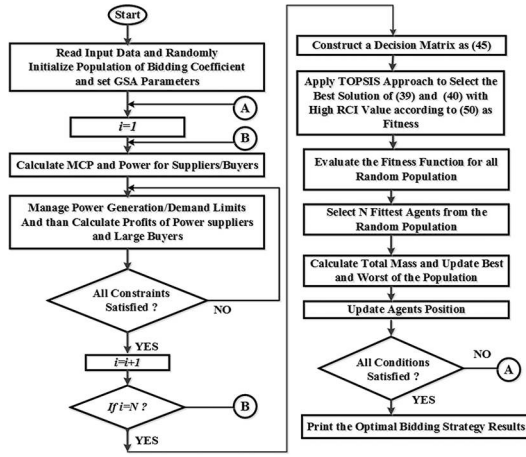 Start
Read Input Data and Randomly
Initialize Population of Bidding Coefficient
and set GSA Parameters
A
i=1
B
Calculate MCP and Power for Suppliers/Buyers
Manage Power Generation/Demand Limits
And than Calculate Profits of Power suppliers
and Large Buyers
All Constraints
Satisfied ?
NO
YES
i=i+1
If i=N ?
B
YES
Construct a Decision Matrix as (45)
Apply TOPSIS Approach to Select the
Best Solution of (39) and (40) with
High RCI Value according to (50) as
Fitness
Evaluate the Fitness Function for all
Random Population
Select N Fittest Agents from the
Random Population
Calculate Total Mass and Update Best
and Worst of the Population
Update Agents Position
All Conditions
Satisfied ?
NO
A
YES
Print the Optimal Bidding Strategy Results